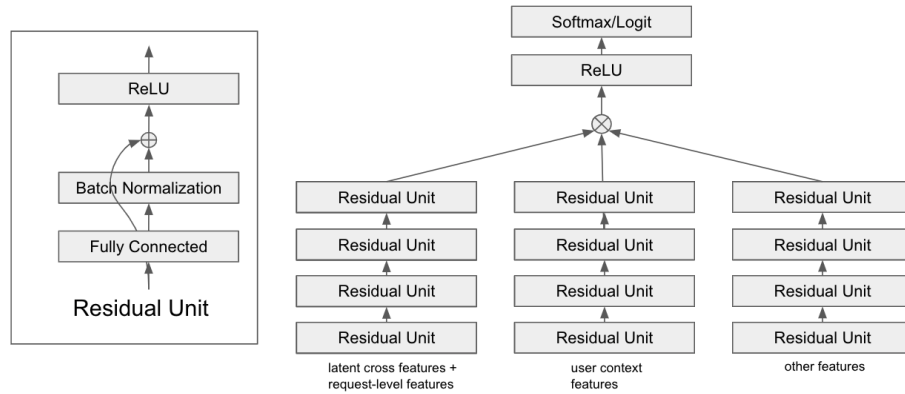 ReLU
Batch Normalization
Fully Connected
Residual Unit
Softmax/Logit
ReLU
Residual Unit
Residual Unit
Residual Unit
Residual Unit
latent cross features +
request-level features
Residual Unit
Residual Unit
Residual Unit
Residual Unit
user context
features
Residual Unit
Residual Unit
Residual Unit
Residual Unit
other features